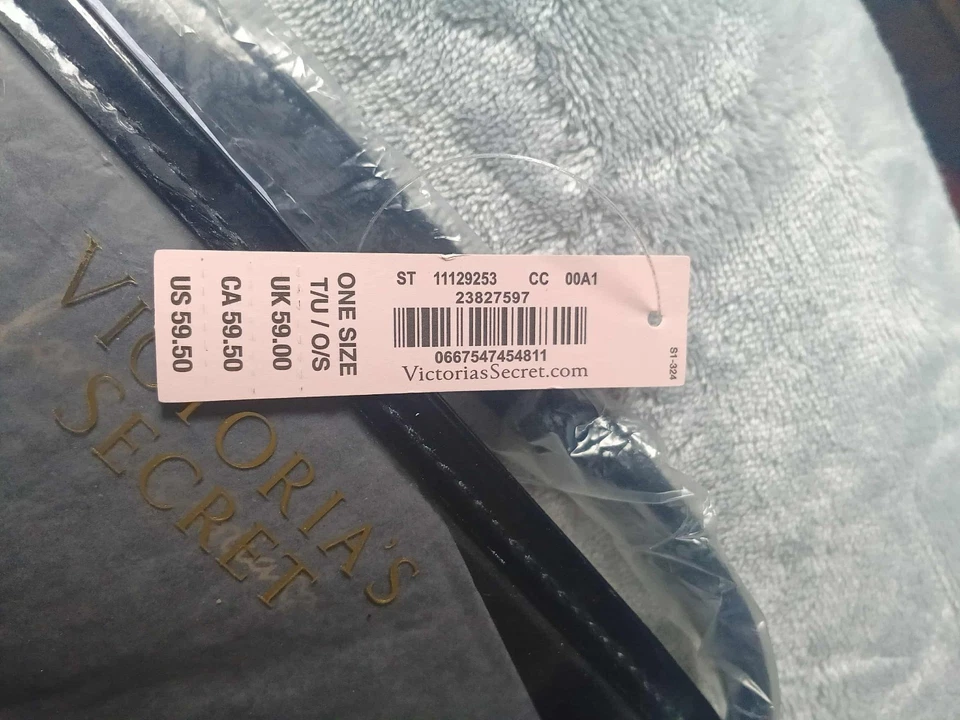 ST 11129253 CC 00A1
23827597
0667547454811
VictoriasSecret.com
S1-324
ONE SIZE
T/U / O/S
UK 59.00
CA 59.50
US 59.50
VICTORIA'S
SECRET